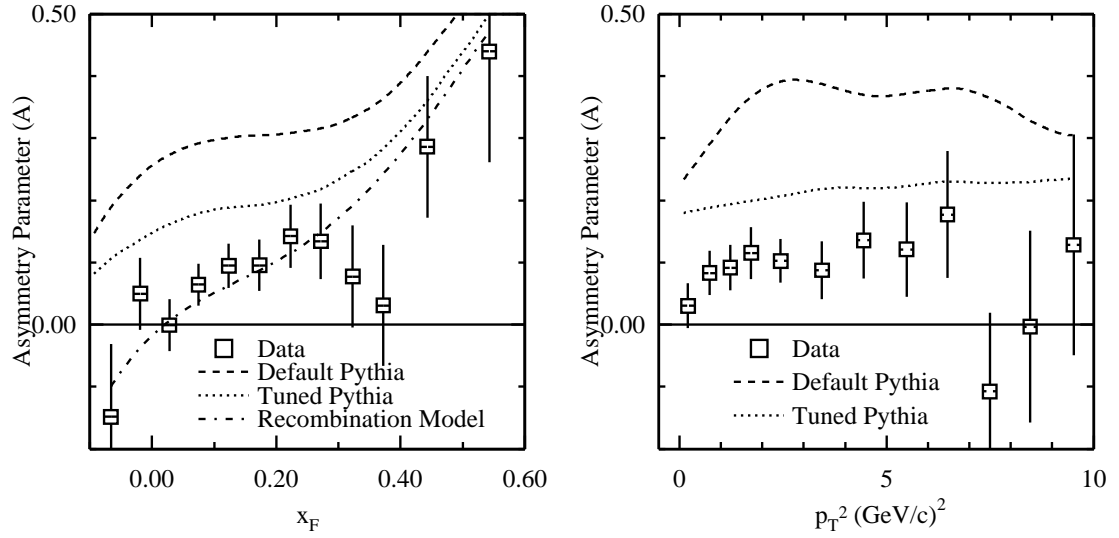 0.50
0.00
Asymmetry Parameter (A)
Data
Default Pythia
Tuned Pythia
Recombination Model
0.00 0.20 0.40 0.60
x_F
0.50
0.00
Asymmetry Parameter (A)
Data
Default Pythia
Tuned Pythia
0 5 10
p_T² (GeV/c)²